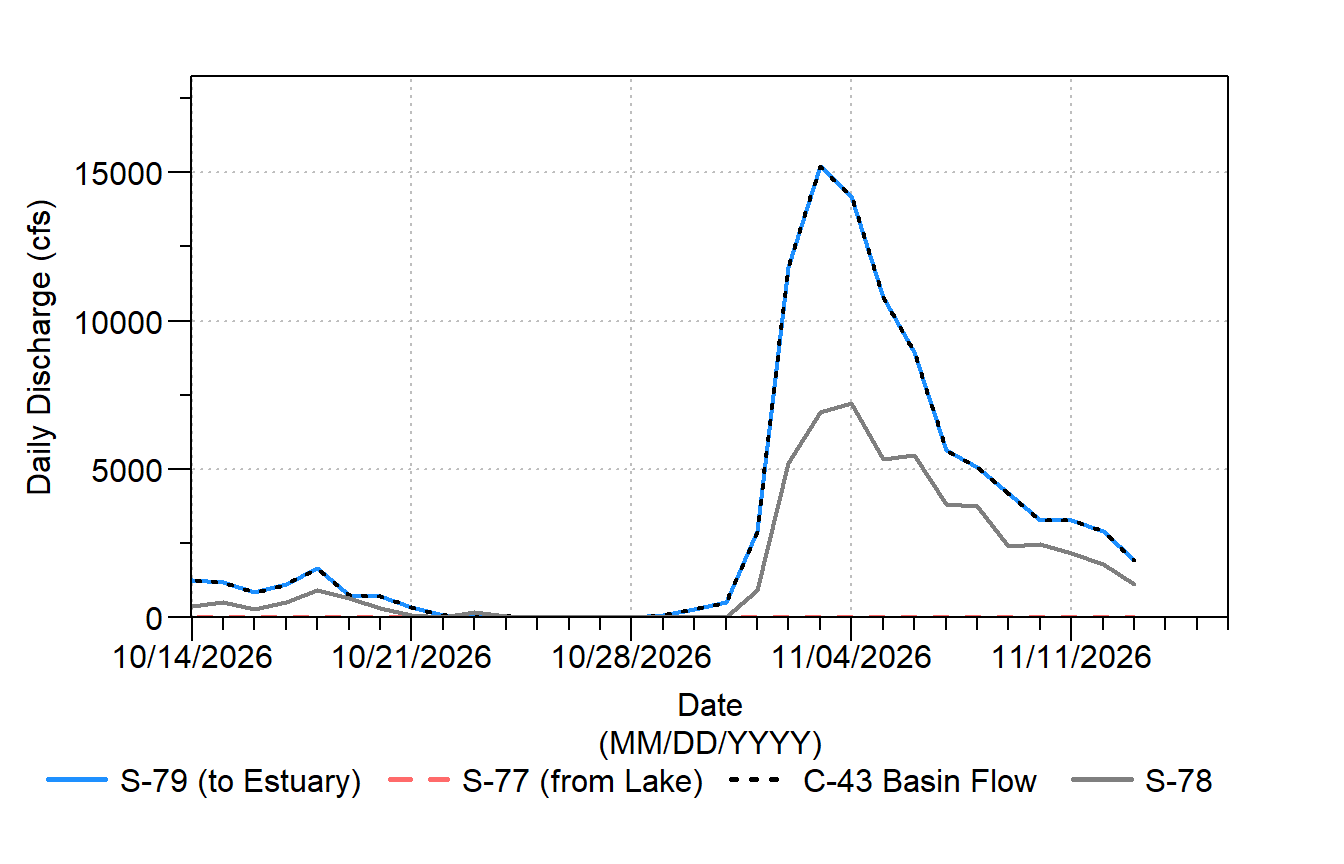 Daily Discharge (cfs)
15000
10000
5000
0
10/14/2026 10/21/2026 10/28/2026 11/04/2026 11/11/2026
Date
(MM/DD/YYYY)
S-79 (to Estuary) S-77 (from Lake) C-43 Basin Flow S-78